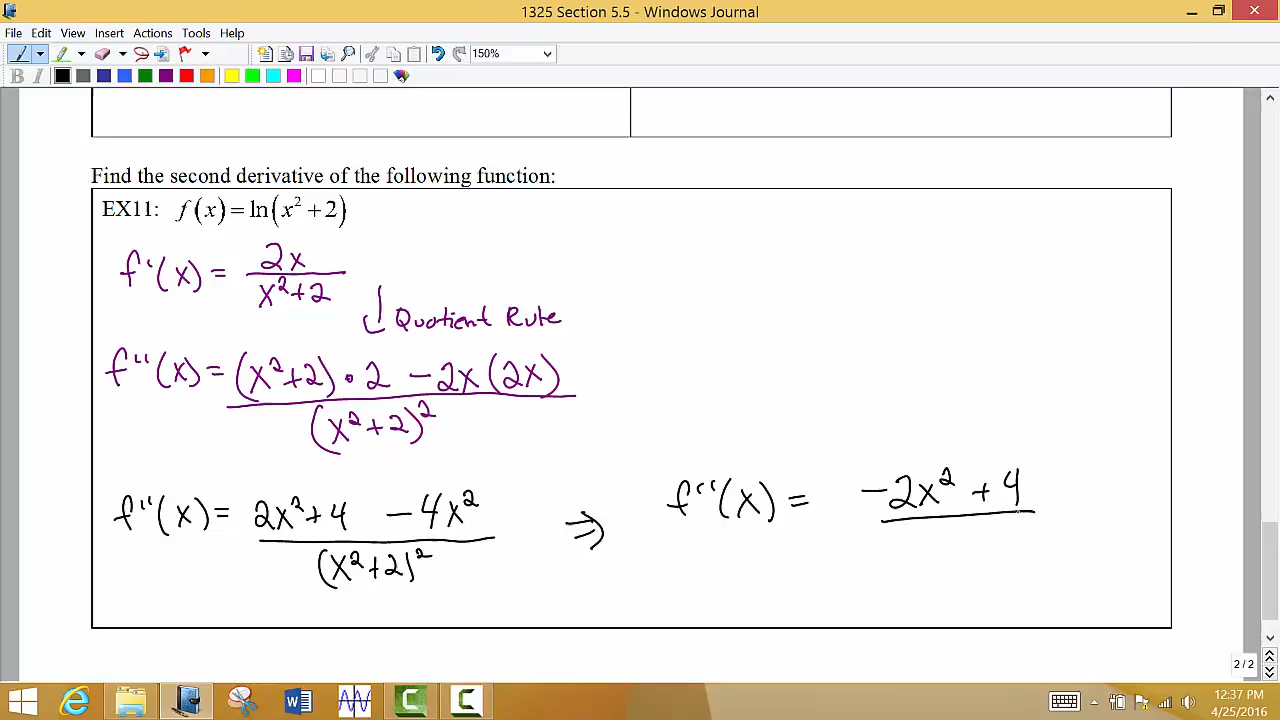 1325 Section 5.5 - Windows Journal
File Edit View Insert Actions Tools Help
150%
B I
Find the second derivative of the following function:
EX11: f(x) = ln(x² + 2)
f'(x) = 2x / x²+2
Quotient Rule
f''(x) = (x²+2) • 2 - 2x(2x) / (x²+2)²
f''(x) = 2x²+4 - 4x² / (x²+2)² ⇒ f''(x) = -2x² + 4
2 / 2
12:37 PM
4/25/2016